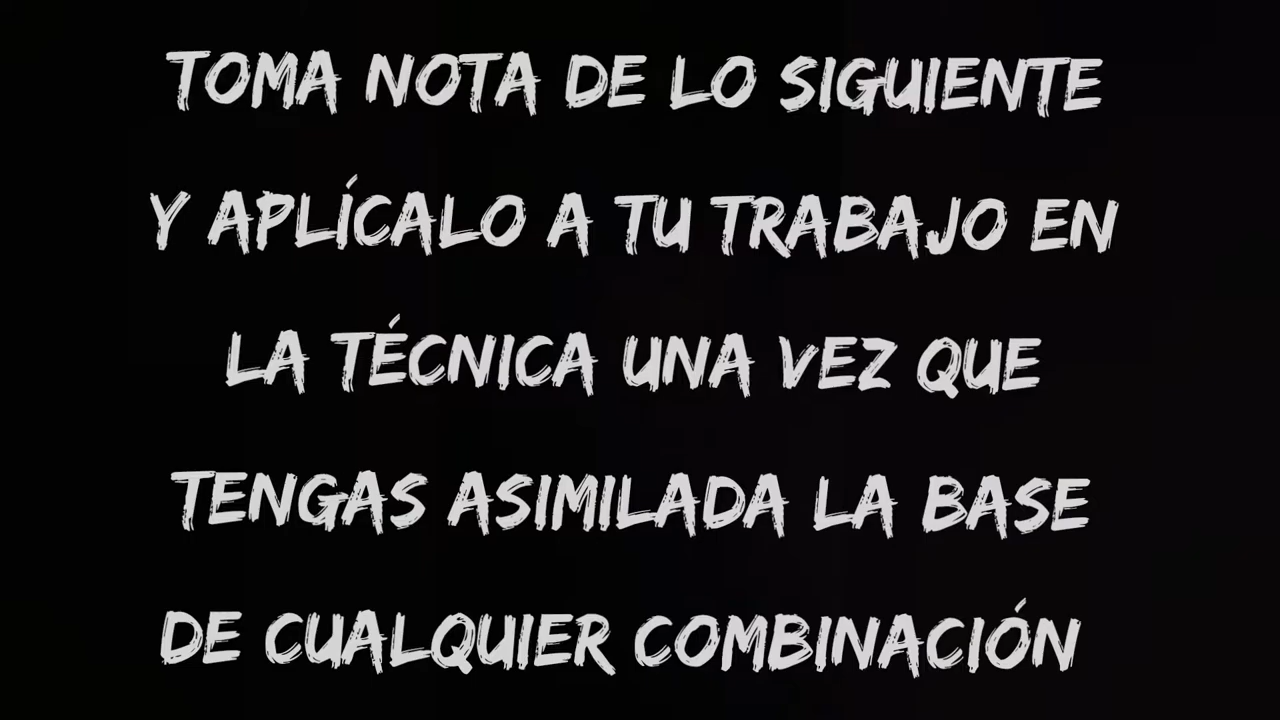 TOMA NOTA DE LO SIGUIENTE
Y APLÍCALO A TU TRABAJO EN
LA TÉCNICA UNA VEZ QUE
TENGAS ASIMILADA LA BASE
DE CUALQUIER COMBINACIÓN